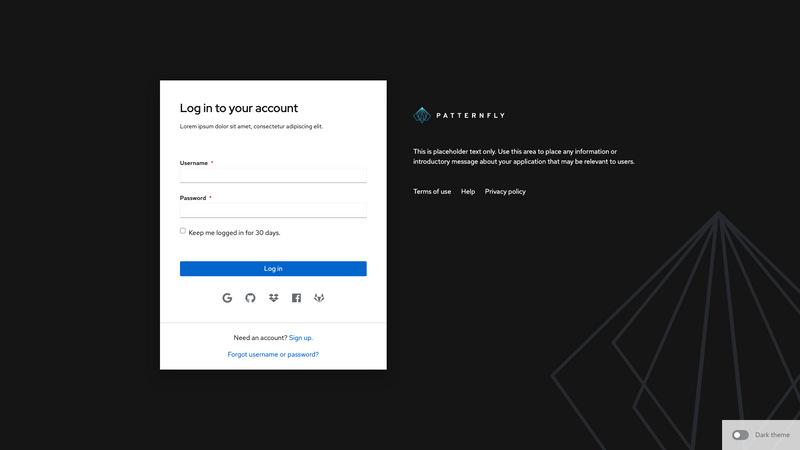 Log in to your account
Lorem ipsum dolor sit amet, consectetur adipiscing elit.
Username *
Password *
Keep me logged in for 30 days.
Log in
Need an account? Sign up.
Forgot username or password?
PATTERNFLY
This is placeholder text only. Use this area to place any information or
introductory message about your application that may be relevant to users.
Terms of use Help Privacy policy
Dark theme